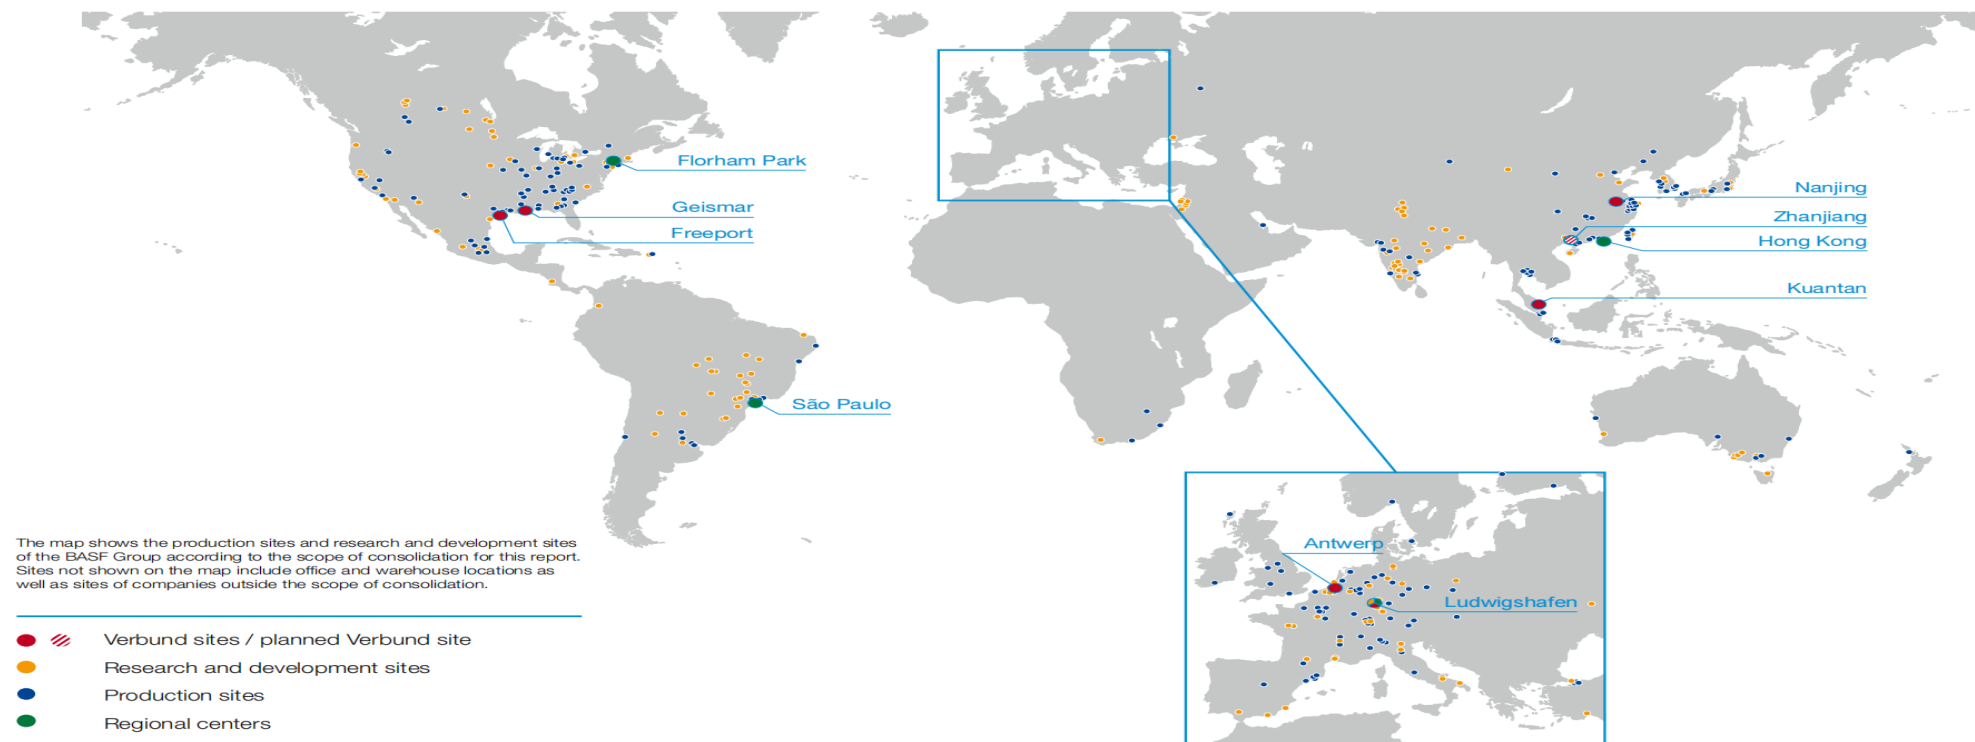 Florham Park
Geismar
Freeport
São Paulo
Nanjing
Zhanjiang
Hong Kong
Kuantan
Antwerp
Ludwigshafen
The map shows the production sites and research and development sites
of the BASF Group according to the scope of consolidation for this report.
Sites not shown on the map include office and warehouse locations as
well as sites of companies outside the scope of consolidation.
Verbund sites / planned Verbund site
Research and development sites
Production sites
Regional centers